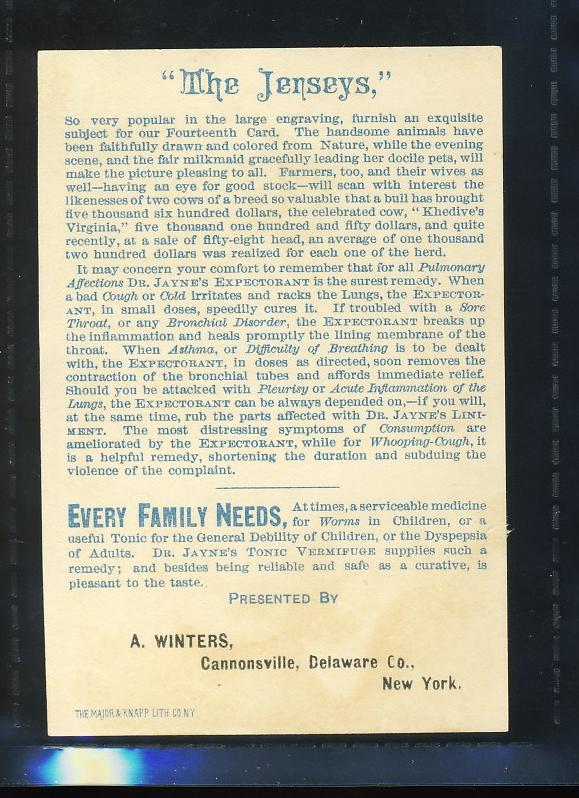 “The Jerseys,”
So very popular in the large engraving, furnish an exquisite
subject for our Fourteenth Card. The handsome animals have
been faithfully drawn and colored from Nature, while the evening
scene, and the fair milkmaid gracefully leading her docile pets, will
make the picture pleasing to all. Farmers, too, and their wives as
well—having an eye for good stock—will scan with interest the
likenesses of two cows of a breed so valuable that a bull has brought
five thousand six hundred dollars, the celebrated cow, “Khedive's
Virginia,” five thousand one hundred and fifty dollars, and quite
recently, at a sale of fifty-eight head, an average of one thousand
two hundred dollars was realized for each one of the herd.
It may concern your comfort to remember that for all Pulmonary
Affections DR. JAYNE'S EXPECTORANT is the surest remedy. When
a bad Cough or Cold irritates and racks the Lungs, the EXPECTOR-
ANT, in small doses, speedily cures it. If troubled with a Sore
Throat, or any Bronchial Disorder, the EXPECTORANT breaks up
the inflammation and heals promptly the lining membrane of the
throat. When Asthma, or Difficulty of Breathing is to be dealt
with, the EXPECTORANT, in doses as directed, soon removes the
contraction of the bronchial tubes and affords immediate relief.
Should you be attacked with Pleurisy or Acute Inflammation of the
Lungs, the EXPECTORANT can be always depended on,—if you will,
at the same time, rub the parts affected with DR. JAYNE'S LINI-
MENT. The most distressing symptoms of Consumption are
ameliorated by the EXPECTORANT, while for Whooping-Cough, it
is a helpful remedy, shortening the duration and subduing the
violence of the complaint.
EVERY FAMILY NEEDS, At times, a serviceable medicine
for Worms in Children, or a
useful Tonic for the General Debility of Children, or the Dyspepsia
of Adults. DR. JAYNE'S TONIC VERMIFUGE supplies such a
remedy; and besides being reliable and safe as a curative, is
pleasant to the taste.
PRESENTED BY
A. WINTERS,
Cannonsville, Delaware Co.,
New York.
THE MAJOR & KNAPP LITH CO N.Y